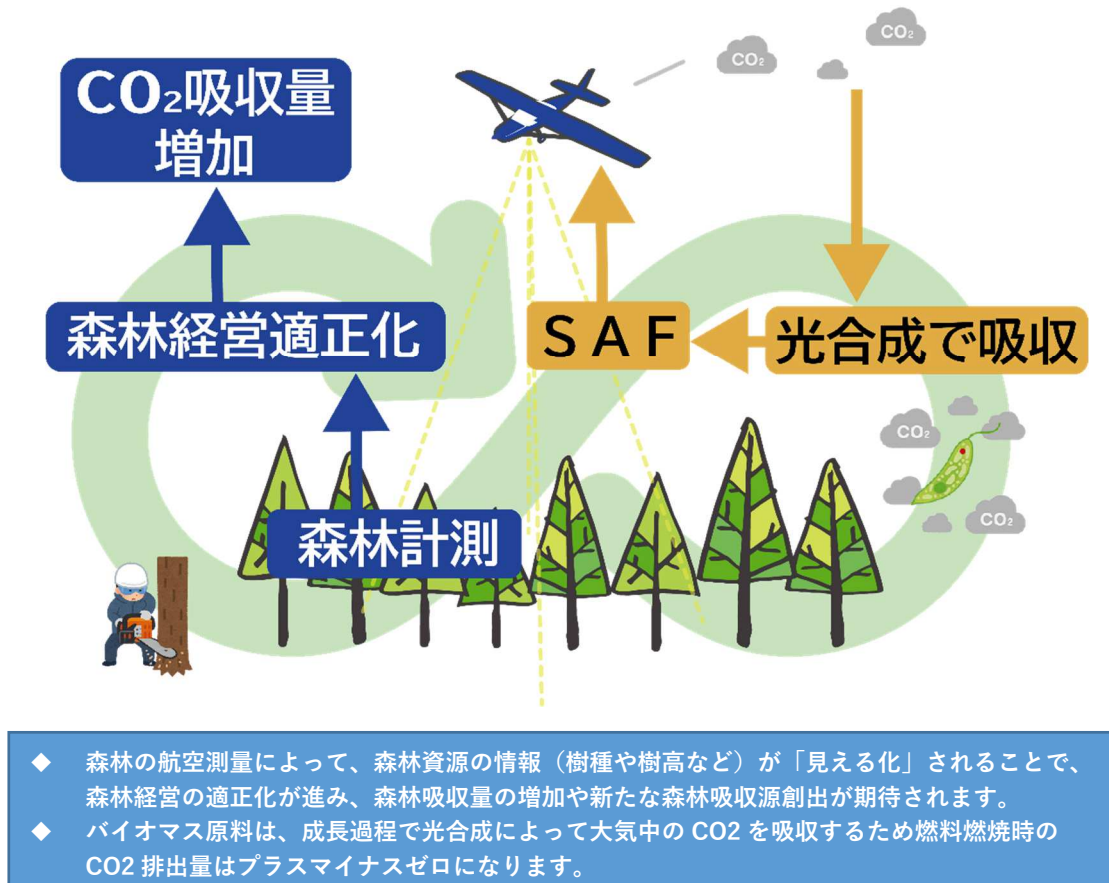 CO₂
CO₂
CO₂吸収量
増加
森林経営適正化
SAF
光合成で吸収
CO₂
CO₂
森林計測
◆ 森林の航空測量によって、森林資源の情報（樹種や樹高など）が「見える化」されることで、
森林経営の適正化が進み、森林吸収量の増加や新たな森林吸収源創出が期待されます。
◆ バイオマス原料は、成長過程で光合成によって大気中の CO2 を吸収するため燃料燃焼時の
CO2 排出量はプラスマイナスゼロになります。